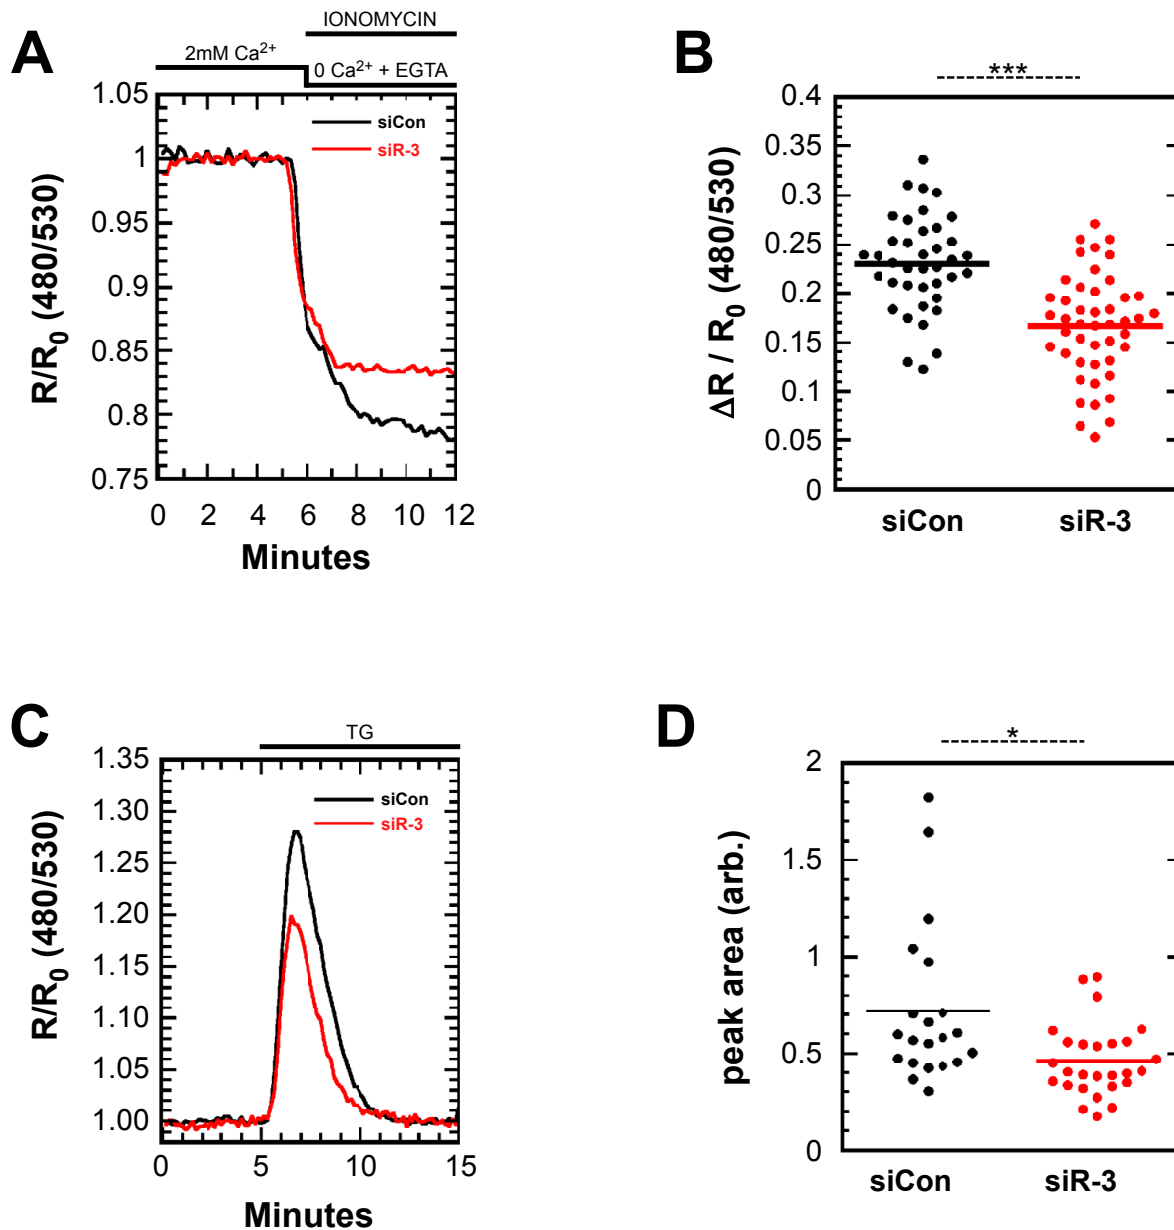 A
IONOMYCIN
2mM Ca²⁺
0 Ca²⁺ + EGTA
R/R₀ (480/530)
1.05
1
0.95
0.9
0.85
0.8
0.75
siCon
siR-3
0 2 4 6 8 10 12
Minutes
B
***
ΔR / R₀ (480/530)
0.4
0.35
0.3
0.25
0.2
0.15
0.1
0.05
0
siCon siR-3
C
TG
R/R₀ (480/530)
1.35
1.30
1.25
1.20
1.15
1.10
1.05
1.00
siCon
siR-3
0 5 10 15
Minutes
D
*
peak area (arb.)
2
1.5
1
0.5
0
siCon siR-3